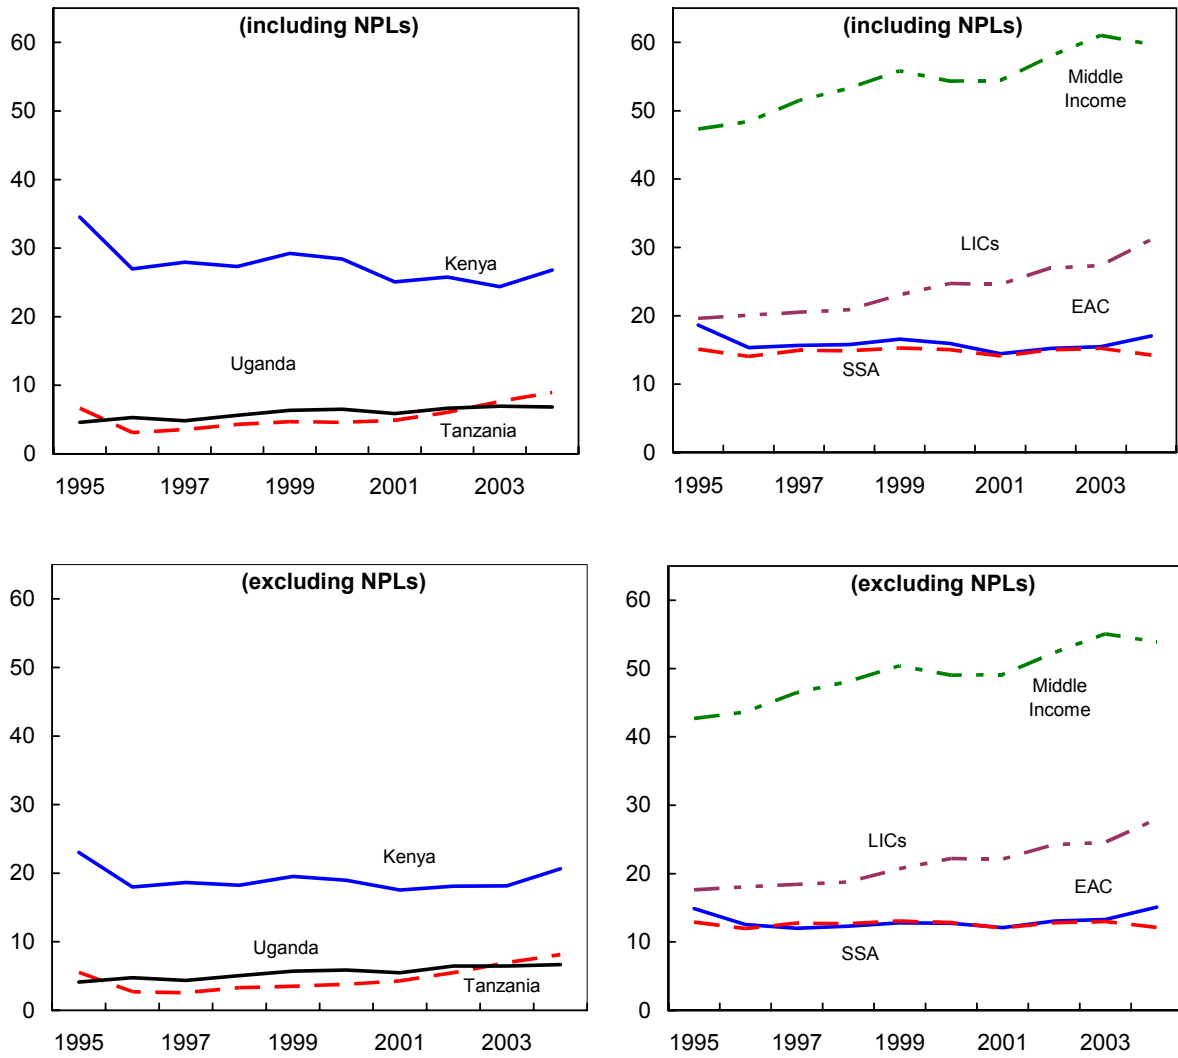 (including NPLs)
60
50
40
30
20
10
0
Kenya
Uganda
Tanzania
1995 1997 1999 2001 2003
(including NPLs)
60
50
40
30
20
10
0
Middle
Income
LICs
EAC
SSA
1995 1997 1999 2001 2003
(excluding NPLs)
60
50
40
30
20
10
0
Kenya
Uganda
Tanzania
1995 1997 1999 2001 2003
(excluding NPLs)
60
50
40
30
20
10
0
Middle
Income
LICs
EAC
SSA
1995 1997 1999 2001 2003